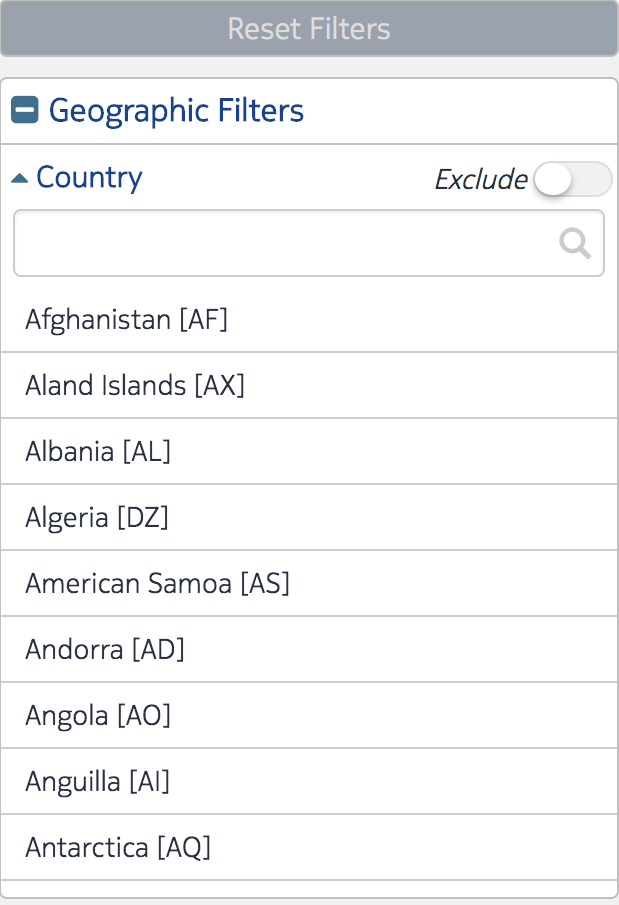 Reset Filters
Geographic Filters
Country Exclude
Afghanistan [AF]
Aland Islands [AX]
Albania [AL]
Algeria [DZ]
American Samoa [AS]
Andorra [AD]
Angola [AO]
Anguilla [AI]
Antarctica [AQ]